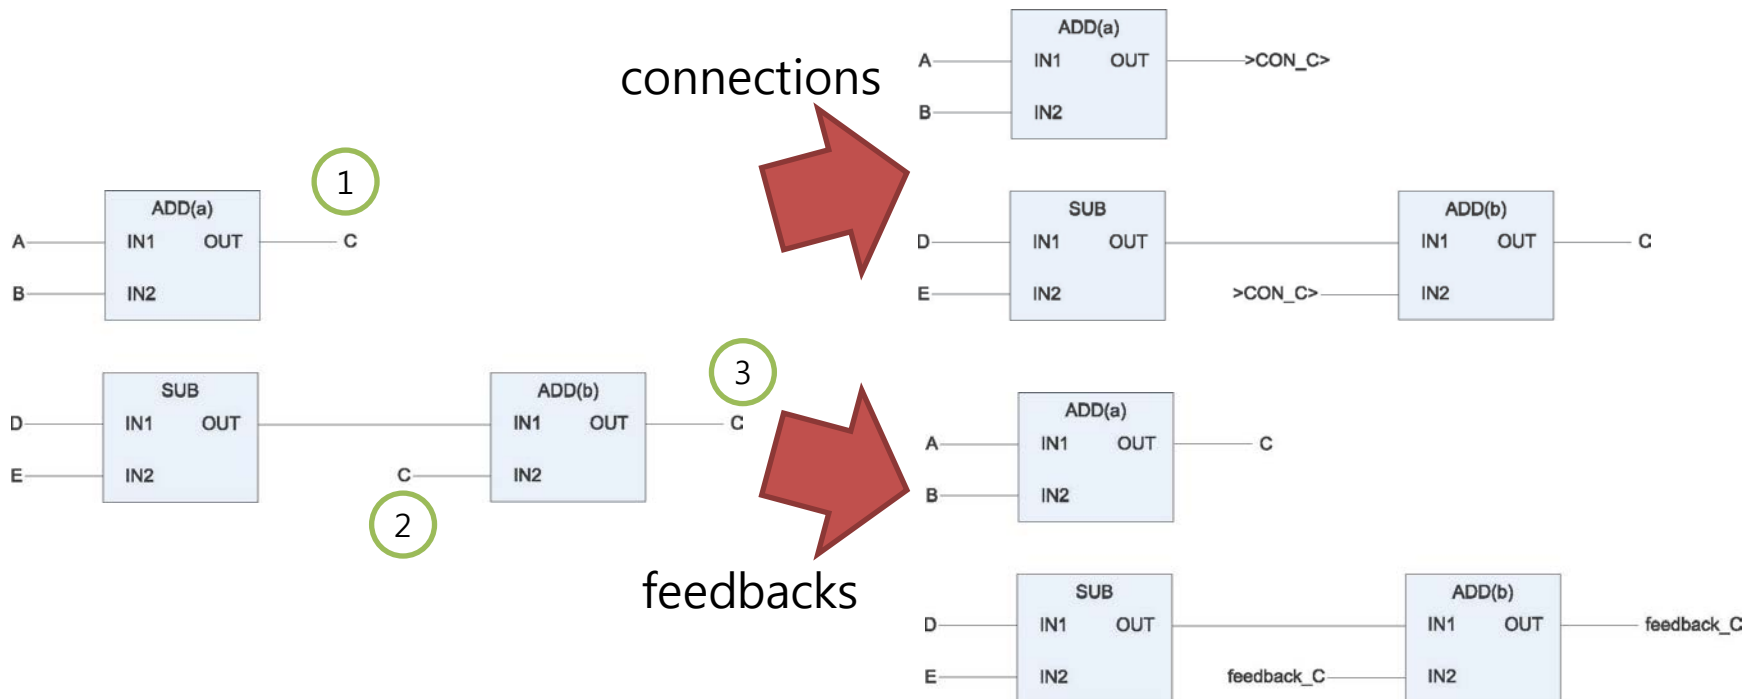 connections
feedbacks
1
ADD(a)
A IN1 OUT C
B IN2
SUB
D IN1 OUT
E IN2
ADD(b)
IN1 OUT C
C IN2
2
3
ADD(a)
A IN1 OUT >CON_C>
B IN2
SUB
D IN1 OUT
E IN2
ADD(b)
IN1 OUT C
>CON_C> IN2
ADD(a)
A IN1 OUT C
B IN2
SUB
D IN1 OUT
E IN2
ADD(b)
IN1 OUT feedback_C
feedback_C IN2